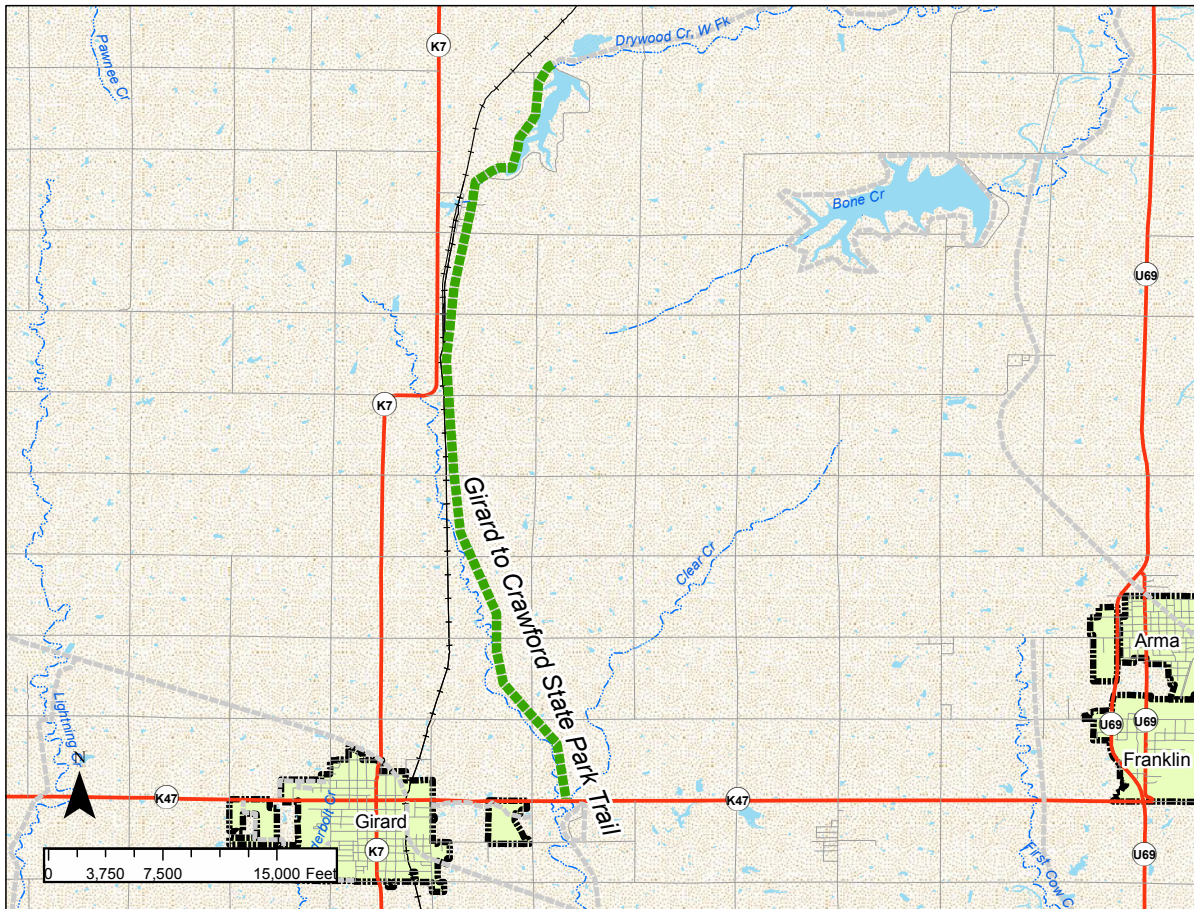 K7
Drywood Cr, W Fk
Pawnee Cr
Bone Cr
U69
K7
Girard to Crawford State Park Trail
Clear Cr
Arma
Lightning
N
U69
U69
Franklin
K47
K47
Girard
erbolt Cr
K7
First Cow C
U69
0 3,750 7,500 15,000 Feet